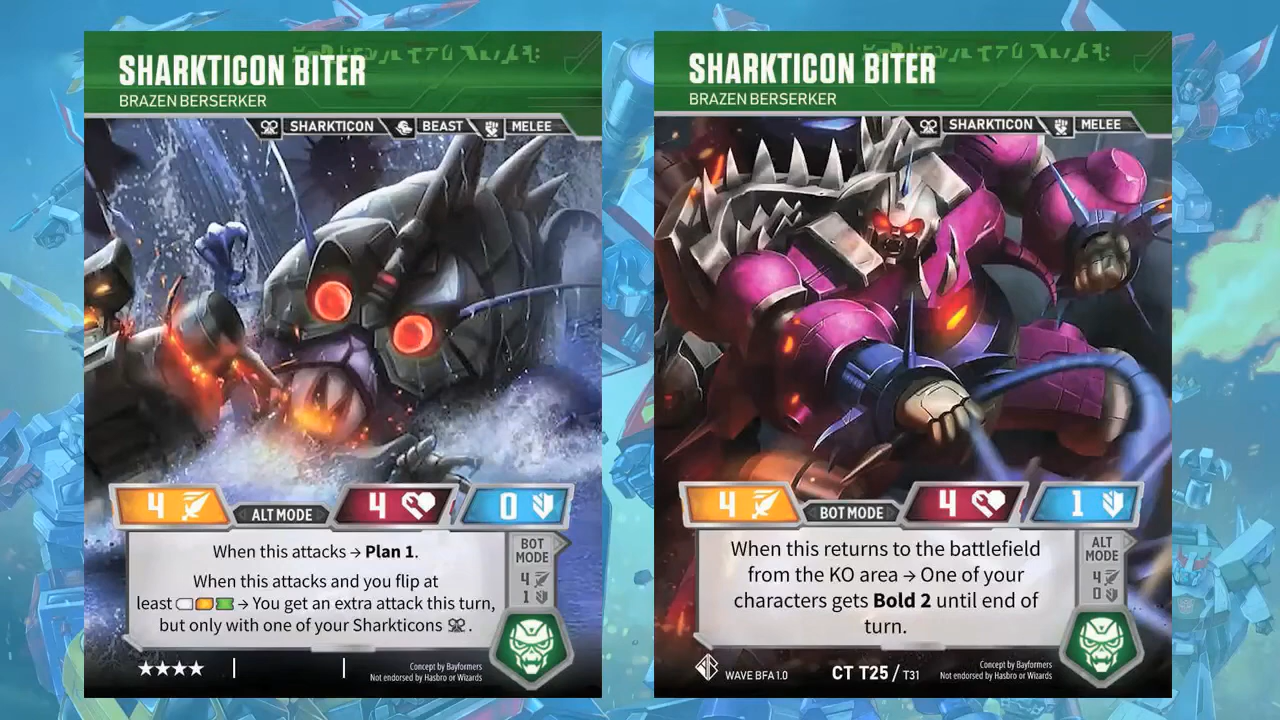 SHARKTICON BITER
BRAZEN BERSERKER
SHARKTICON BEAST MELEE
4 ALT MODE 4 0
When this attacks → Plan 1.
When this attacks and you flip at
least → You get an extra attack this turn,
but only with one of your Sharkticons .
BOT
MODE
4
1
★★★★
Concept by Bayformers
Not endorsed by Hasbro or Wizards
SHARKTICON BITER
BRAZEN BERSERKER
SHARKTICON MELEE
4 BOT MODE 4 1
When this returns to the battlefield
from the KO area → One of your
characters gets Bold 2 until end of
turn.
ALT
MODE
4
0
WAVE BFA 1.0
CT T25 / T31
Concept by Bayformers
Not endorsed by Hasbro or Wizards